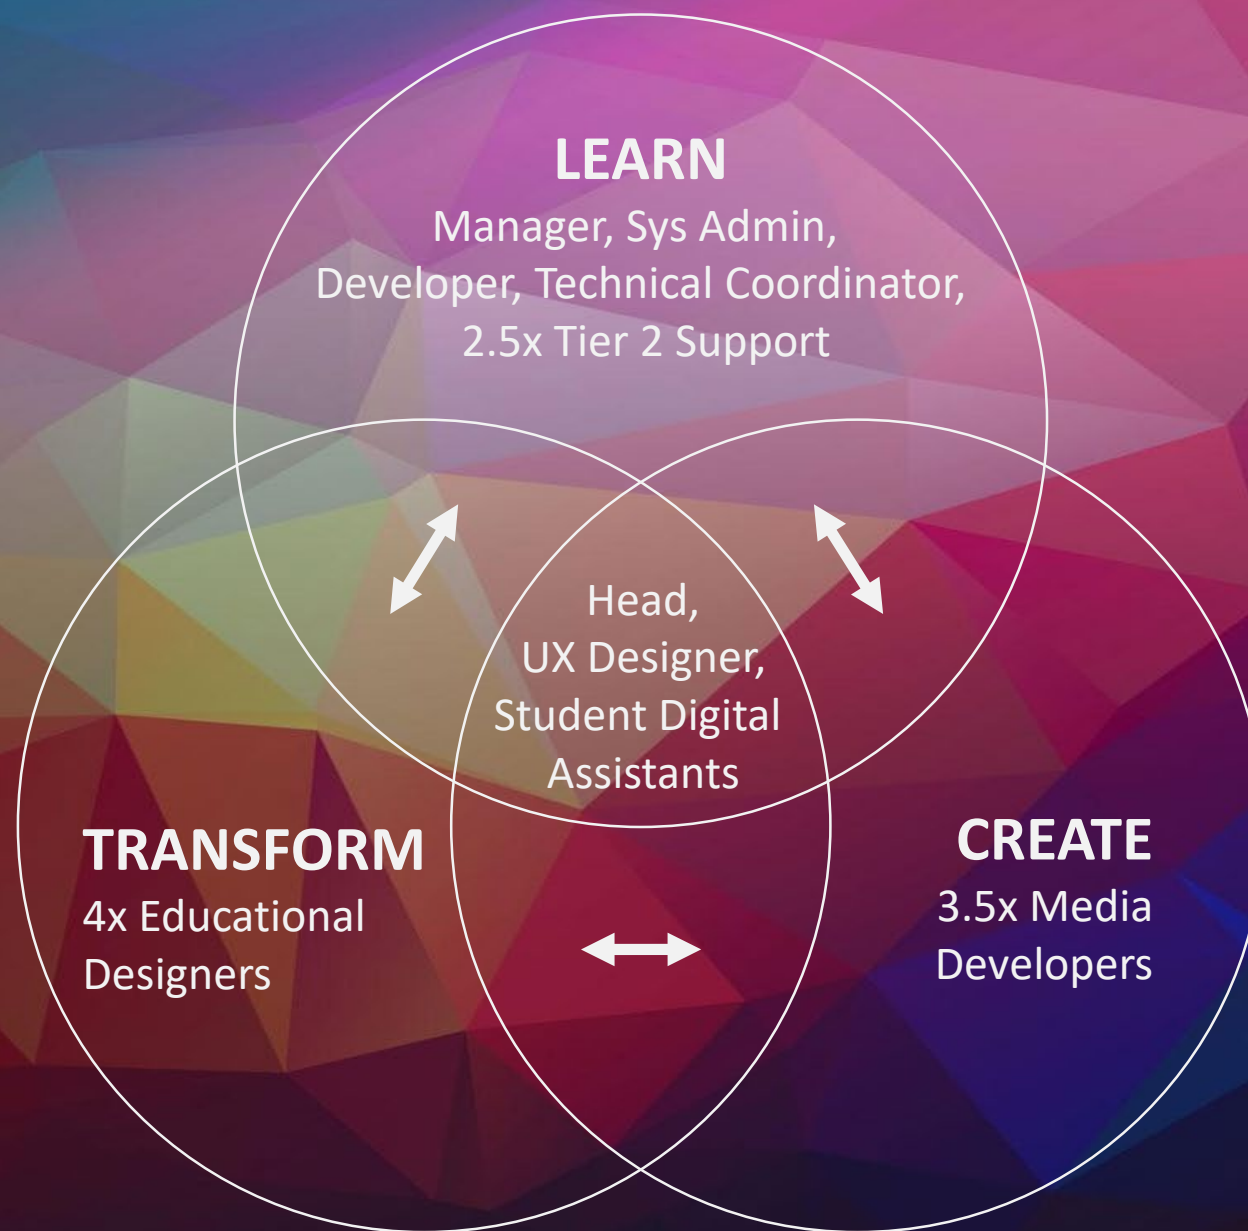 LEARN
Manager, Sys Admin,
Developer, Technical Coordinator,
2.5x Tier 2 Support
Head,
UX Designer,
Student Digital
Assistants
TRANSFORM
4x Educational
Designers
CREATE
3.5x Media
Developers